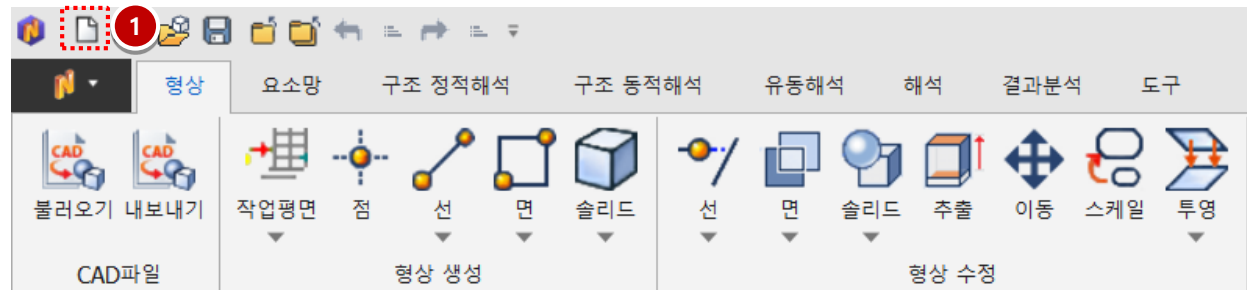 1
형상 요소망 구조 정적해석 구조 동적해석 유동해석 해석 결과분석 도구
CAD CAD
불러오기 내보내기 작업평면 점 선 면 솔리드 선 면 솔리드 추출 이동 스케일 투영
CAD파일 형상 생성 형상 수정